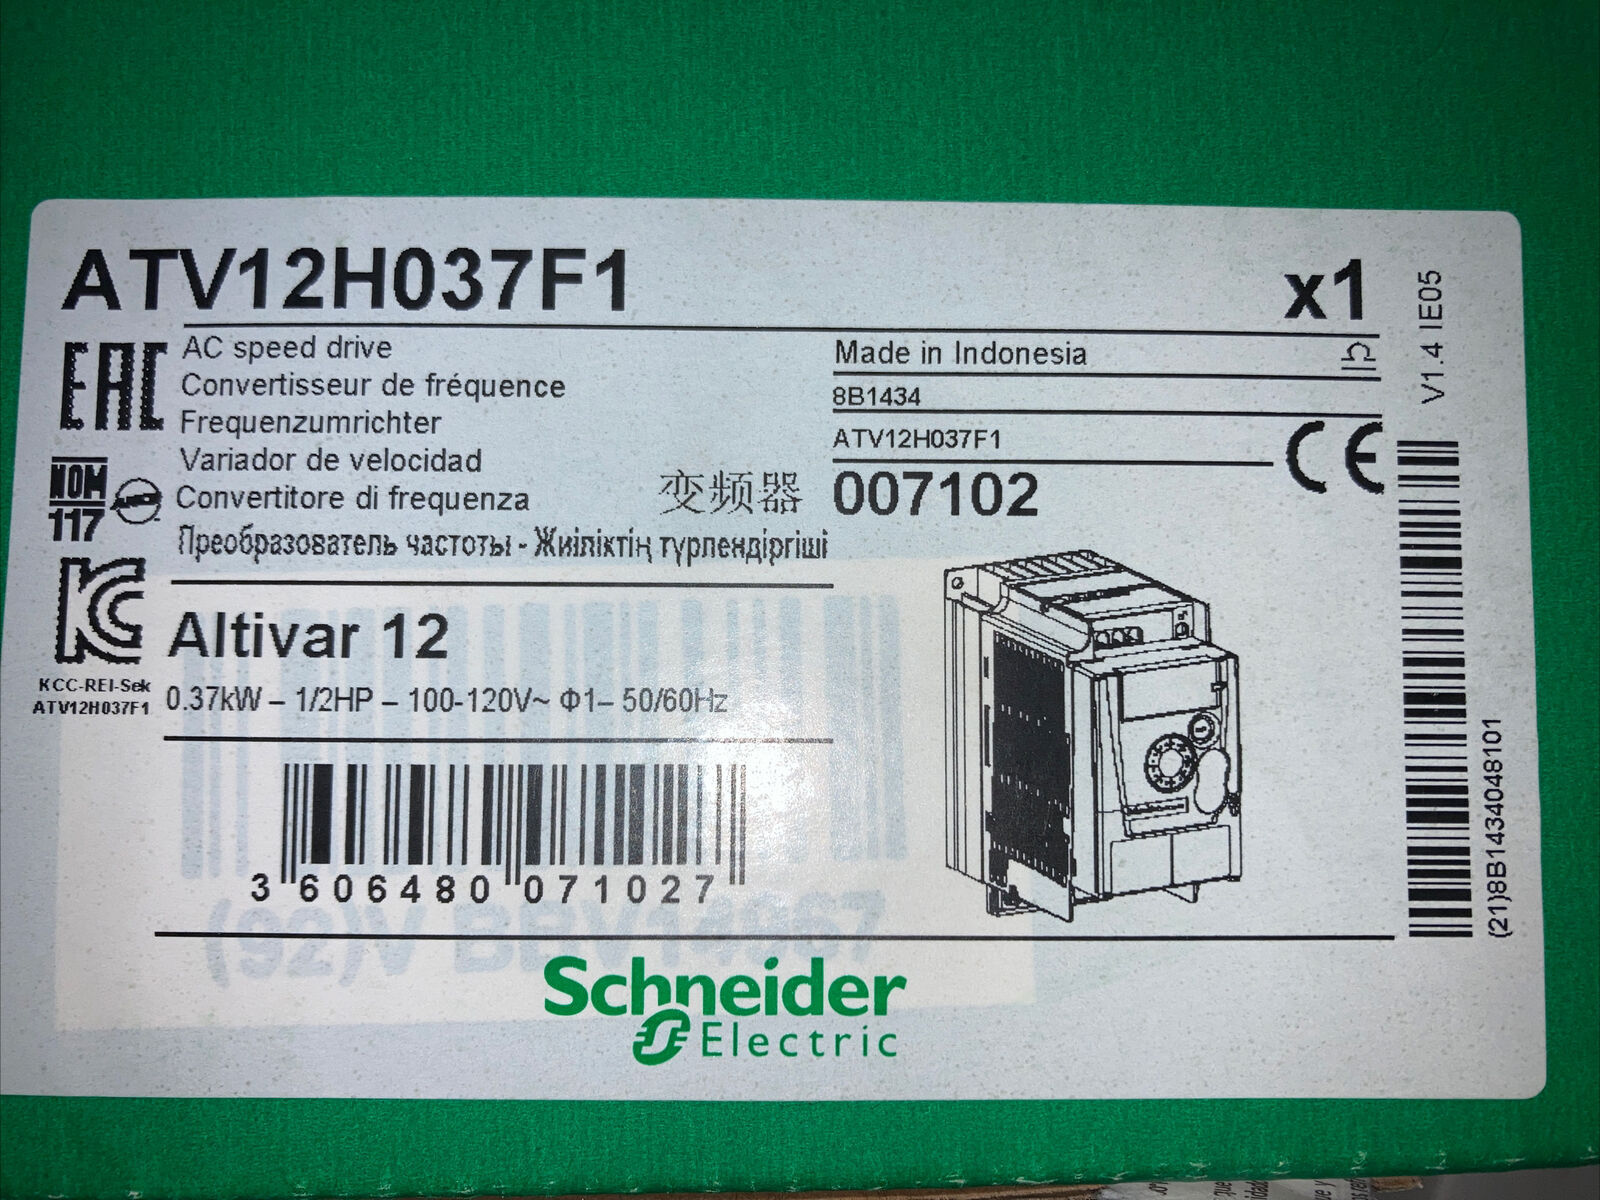 ATV12H037F1
x1
AC speed drive
Convertisseur de fréquence
Frequenzumrichter
Variador de velocidad
Convertitore di frequenza
变频器
Преобразователь частоты - Жиіліктің түрлендіргіші
Made in Indonesia
8B1434
ATV12H037F1
007102
V1.4 IE05
EAC
NOM
117
CE
KCC-REI-Sek
ATV12H037F1
Altivar 12
0.37kW – 1/2HP – 100-120V~ Φ1– 50/60Hz
3 606480 071027
(21)8B1434048101
Schneider
Electric